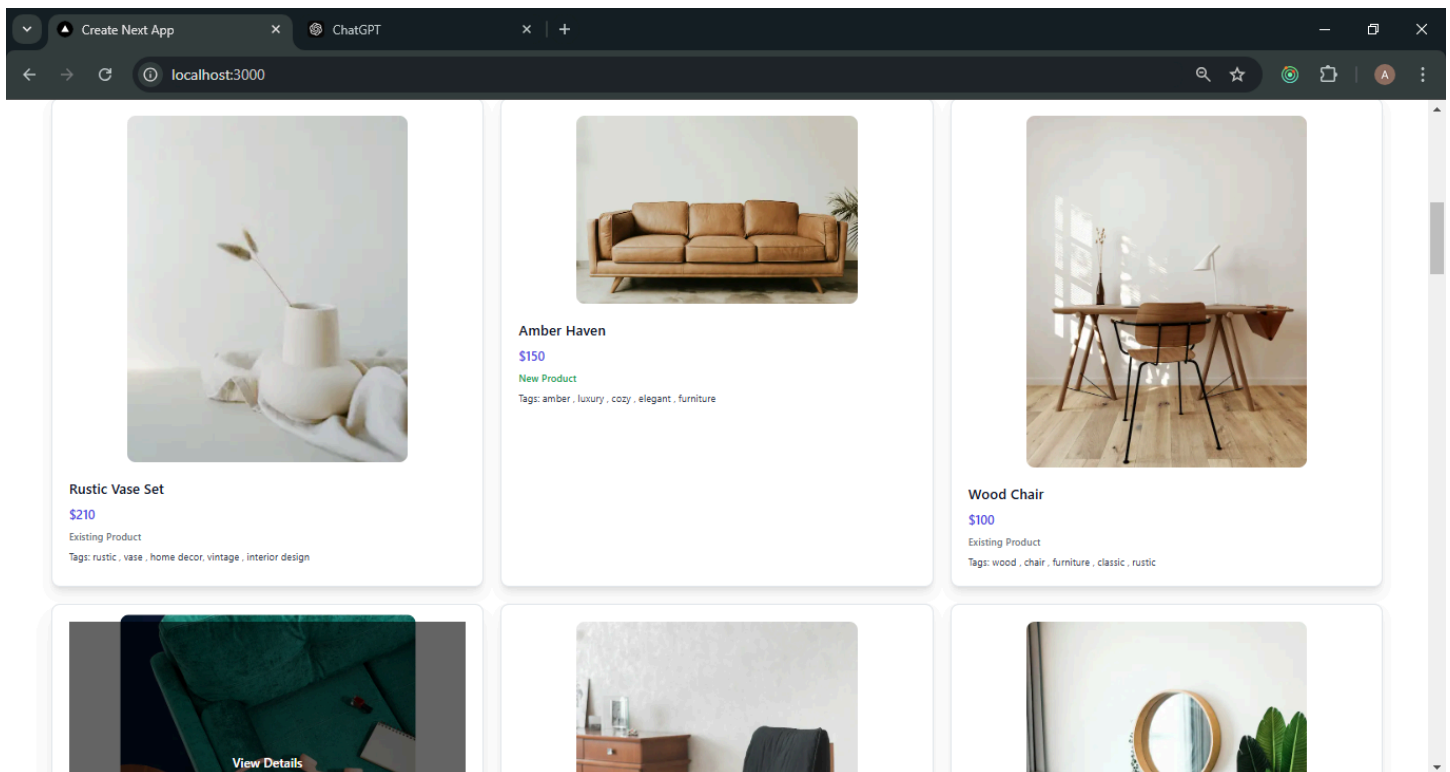 Create Next App
ChatGPT
localhost:3000
A
Rustic Vase Set
$210
Existing Product
Tags: rustic , vase , home decor, vintage , interior design
Amber Haven
$150
New Product
Tags: amber , luxury , cozy , elegant , furniture
Wood Chair
$100
Existing Product
Tags: wood , chair , furniture , classic , rustic
View Details